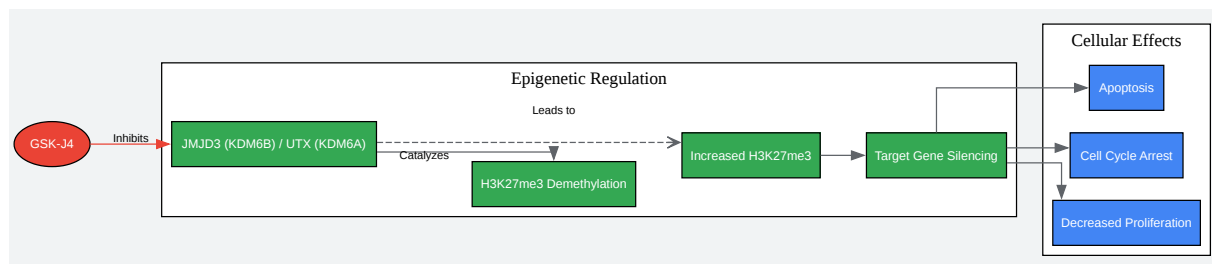 Cellular Effects
Epigenetic Regulation
Apoptosis
Leads to
GSK-J4
Inhibits
JMJD3 (KDM6B) / UTX (KDM6A)
Catalyzes
Increased H3K27me3
Target Gene Silencing
Cell Cycle Arrest
H3K27me3 Demethylation
Decreased Proliferation